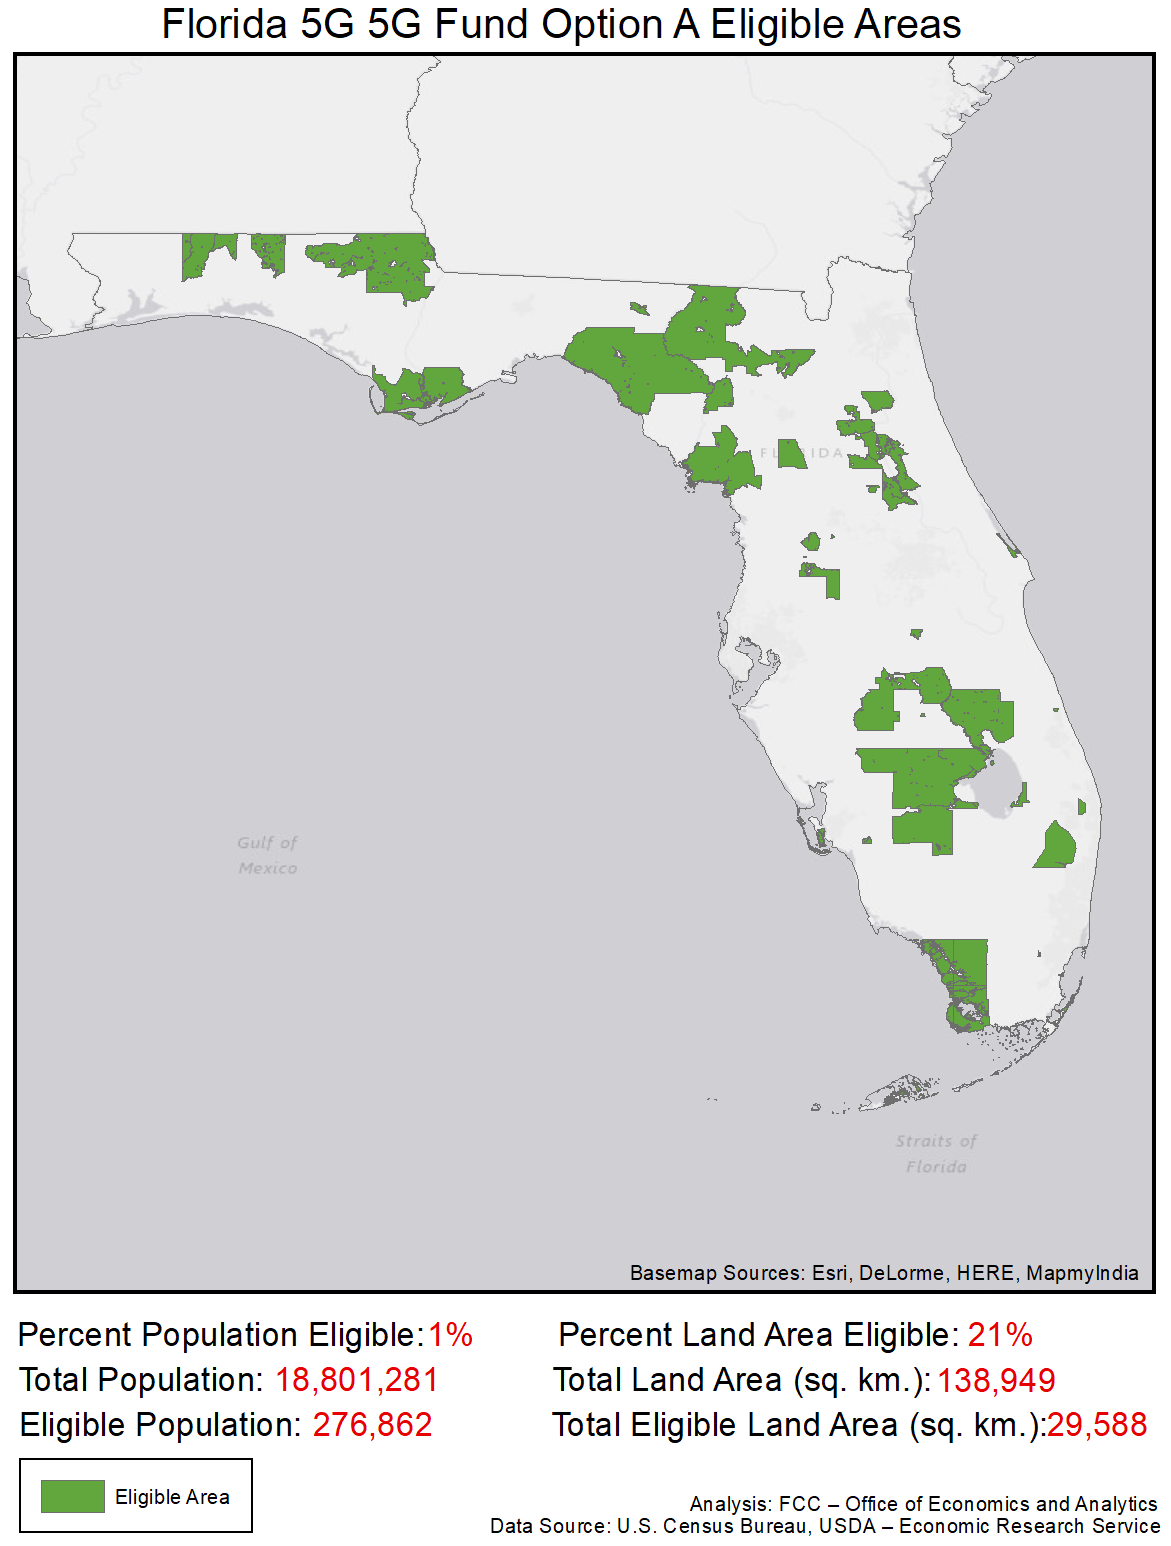 Florida 5G 5G Fund Option A Eligible Areas
FLORIDA
Gulf of
Mexico
Straits of
Florida
Basemap Sources: Esri, DeLorme, HERE, MapmyIndia
Percent Population Eligible: 1%
Percent Land Area Eligible: 21%
Total Population: 18,801,281
Total Land Area (sq. km.): 138,949
Eligible Population: 276,862
Total Eligible Land Area (sq. km.):29,588
Eligible Area
Analysis: FCC – Office of Economics and Analytics
Data Source: U.S. Census Bureau, USDA – Economic Research Service